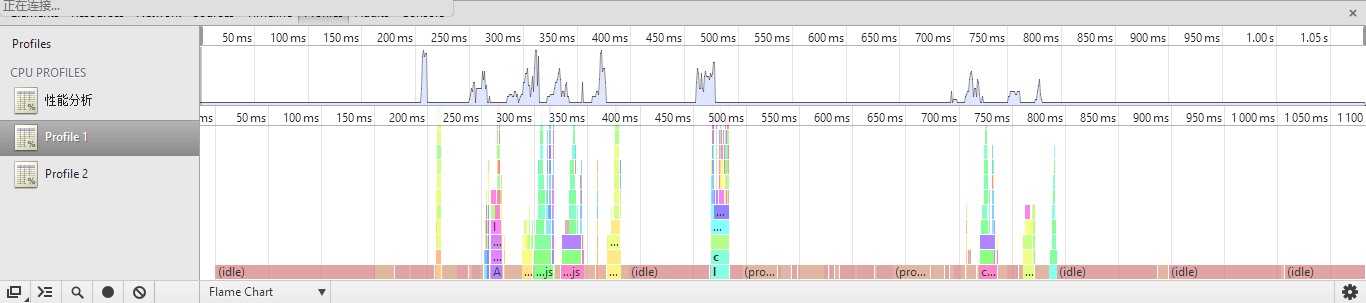 正在连接...
Profiles
CPU PROFILES
性能分析
Profile 1
Profile 2
50 ms 100 ms 150 ms 200 ms 250 ms 300 ms 350 ms 400 ms 450 ms 500 ms 550 ms 600 ms 650 ms 700 ms 750 ms 800 ms 850 ms 900 ms 950 ms 1.00 s 1.05 s
ms 50 ms 100 ms 150 ms 200 ms 250 ms 300 ms 350 ms 400 ms 450 ms 500 ms 550 ms 600 ms 650 ms 700 ms 750 ms 800 ms 850 ms 900 ms 950 ms 1 000 ms 1 050 ms 1 100
I ... ...
... ... ...
... c
(idle) A ... ...js ...js ... (idle) I (pro... (pro... c... ... (idle) (idle) (idle)
Flame Chart